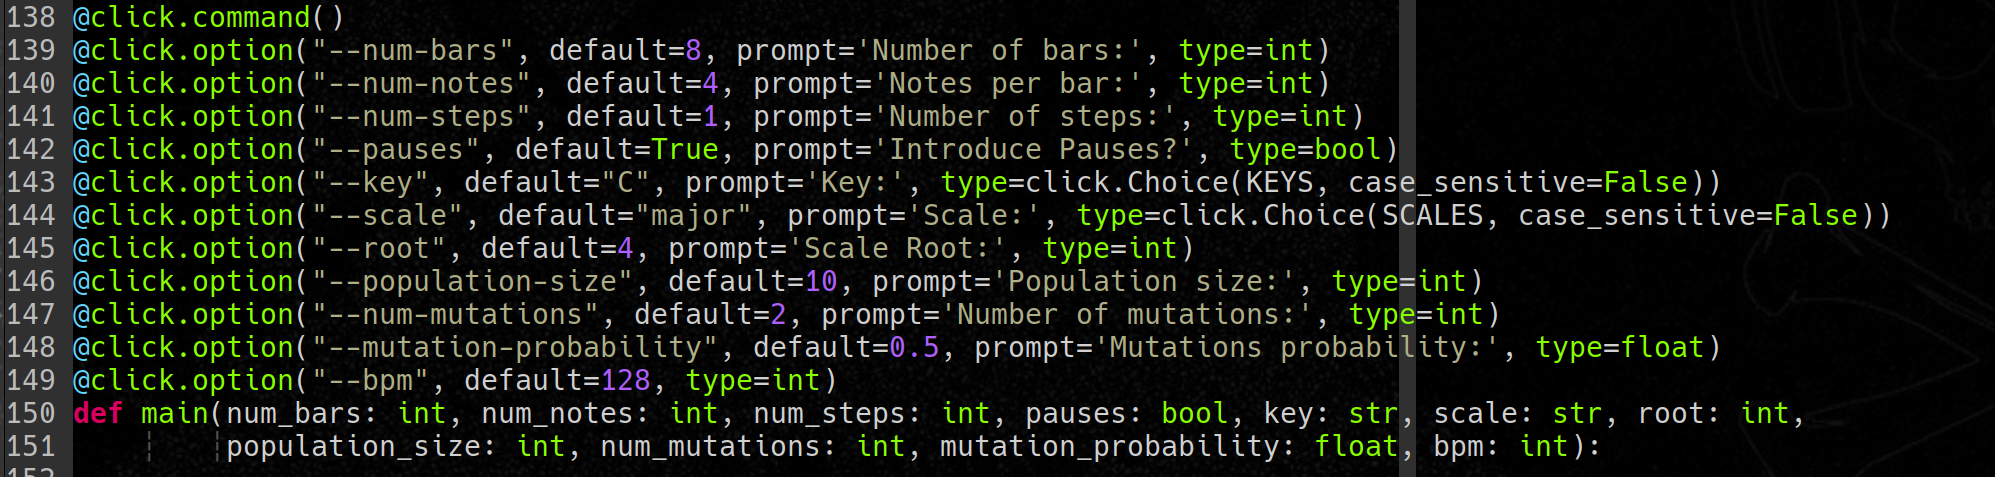 138 @click.command()
139 @click.option("--num-bars", default=8, prompt='Number of bars:', type=int)
140 @click.option("--num-notes", default=4, prompt='Notes per bar:', type=int)
141 @click.option("--num-steps", default=1, prompt='Number of steps:', type=int)
142 @click.option("--pauses", default=True, prompt='Introduce Pauses?', type=bool)
143 @click.option("--key", default="C", prompt='Key:', type=click.Choice(KEYS, case_sensitive=False))
144 @click.option("--scale", default="major", prompt='Scale:', type=click.Choice(SCALES, case_sensitive=False))
145 @click.option("--root", default=4, prompt='Scale Root:', type=int)
146 @click.option("--population-size", default=10, prompt='Population size:', type=int)
147 @click.option("--num-mutations", default=2, prompt='Number of mutations:', type=int)
148 @click.option("--mutation-probability", default=0.5, prompt='Mutations probability:', type=float)
149 @click.option("--bpm", default=128, type=int)
150 def main(num_bars: int, num_notes: int, num_steps: int, pauses: bool, key: str, scale: str, root: int,
151          population_size: int, num_mutations: int, mutation_probability: float, bpm: int):